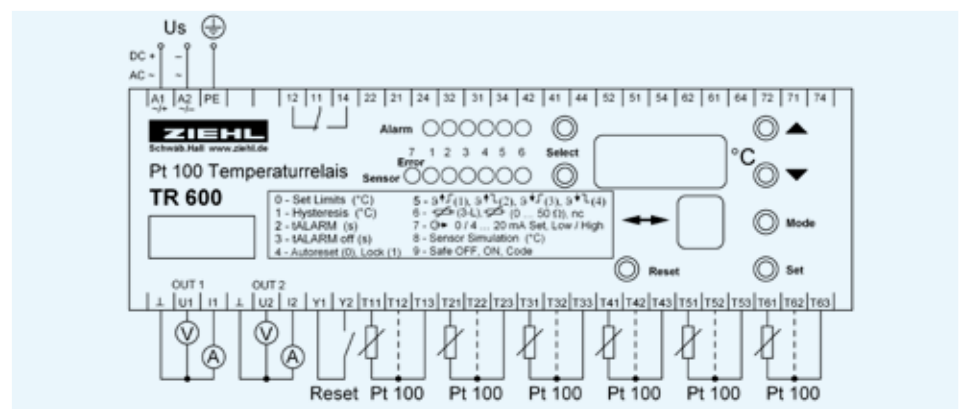 Us
DC + –
AC ~ ~
A1 A2 PE 12 11 14 22 21 24 32 31 34 42 41 44 52 51 54 62 61 64 72 71 74
~/+ ~/–
ZIEHL
Schwab.Hall www.ziehl.de
Alarm
7 1 2 3 4 5 6 Select
Error
Sensor
°C
Pt 100 Temperaturrelais
TR 600
0 - Set Limits (°C)
1 - Hysteresis (°C)
2 - tALARM (s)
3 - tALARM off (s)
4 - Autoreset (0), Lock (1)
5 - (1), (2), (3), (4)
6 - (3-L), (0 ... 50 Ω), nc
7 - 0 / 4 ... 20 mA Set, Low / High
8 - Sensor Simulation (°C)
9 - Safe OFF, ON, Code
Mode
Reset Set
OUT 1 OUT 2
⊥ U1 I1 ⊥ U2 I2 Y1 Y2 T11 T12 T13 T21 T22 T23 T31 T32 T33 T41 T42 T43 T51 T52 T53 T61 T62 T63
V V
A A
Reset Pt 100 Pt 100 Pt 100 Pt 100 Pt 100 Pt 100